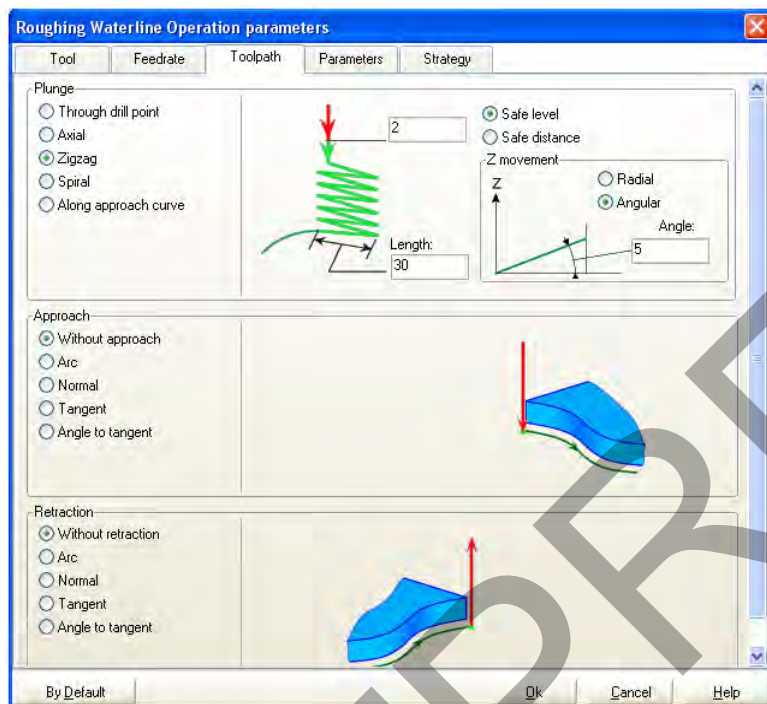 Roughing Waterline Operation parameters
Tool Feedrate Toolpath Parameters Strategy
Plunge
Through drill point
Axial
Zigzag
Spiral
Along approach curve
2
Length:
30
Safe level
Safe distance
Z movement
Z
Radial
Angular
Angle:
5
Approach
Without approach
Arc
Normal
Tangent
Angle to tangent
Retraction
Without retraction
Arc
Normal
Tangent
Angle to tangent
By Default Ok Cancel Help